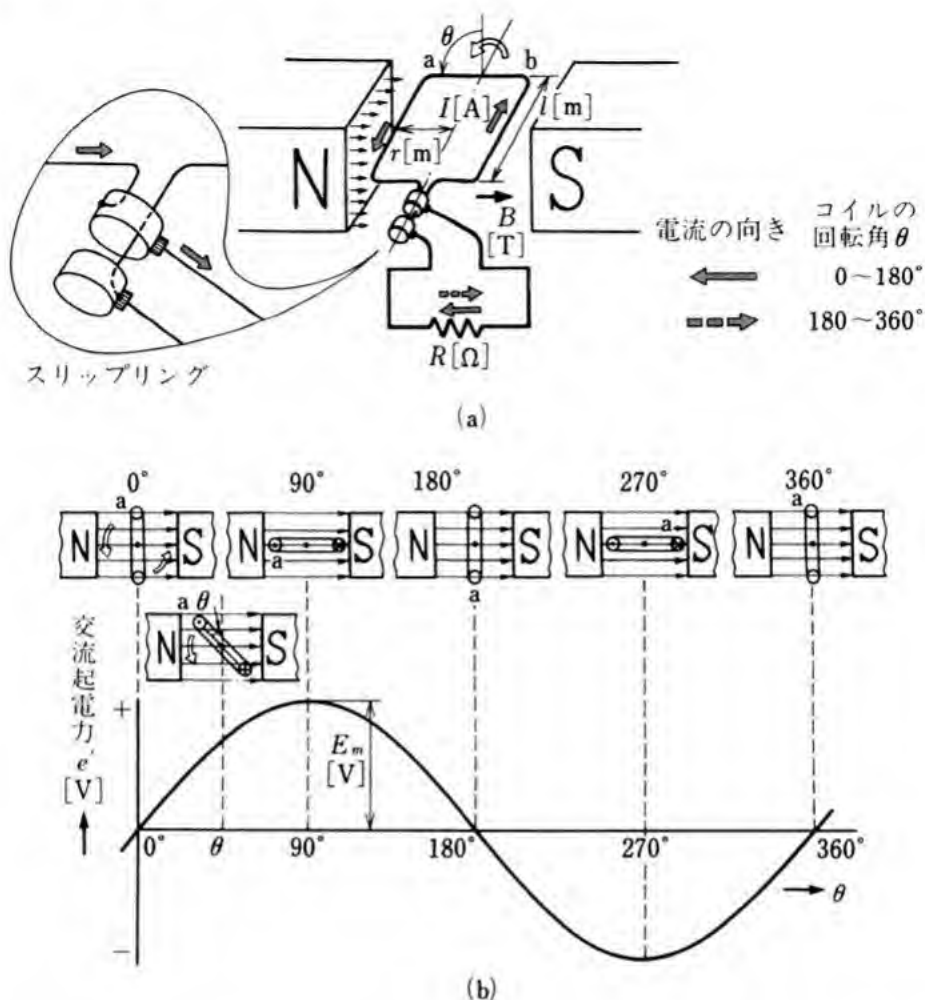 θ
a
b
I[A]
l[m]
r[m]
N
S
B
[T]
R[Ω]
スリップリング
電流の向き
コイルの
回転角θ
0～180°
180～360°
(a)
0°
90°
180°
270°
360°
a
N
S
N
S
a
N
S
a
N
S
a
N
S
a
a
θ
N
S
交流起電力
e
[V]
+
−
Em
[V]
0°
θ
90°
180°
270°
360°
θ
(b)